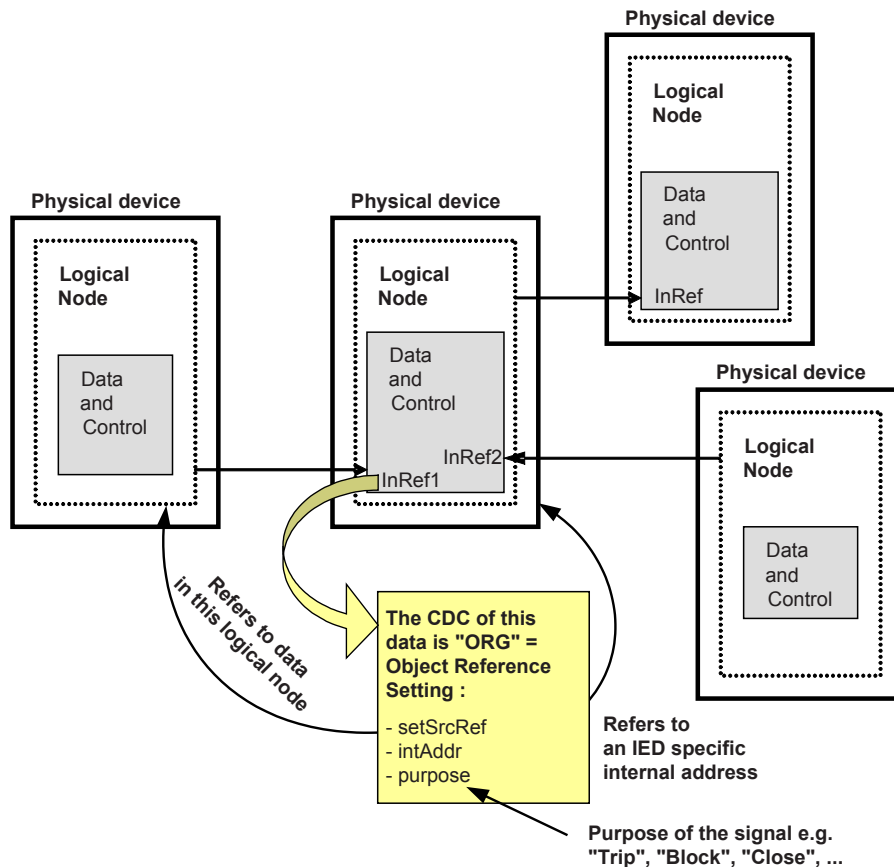 Physical device
Logical
Node
Data
and
Control
InRef
Physical device
Logical
Node
Data
and
Control
Physical device
Logical
Node
Data
and
Control
InRef2
InRef1
Physical device
Logical
Node
Data
and
Control
Refers to data
in this logical node
The CDC of this
data is "ORG" =
Object Reference
Setting :
- setSrcRef
- intAddr
- purpose
Refers to
an IED specific
internal address
Purpose of the signal e.g.
"Trip", "Block", "Close", ...